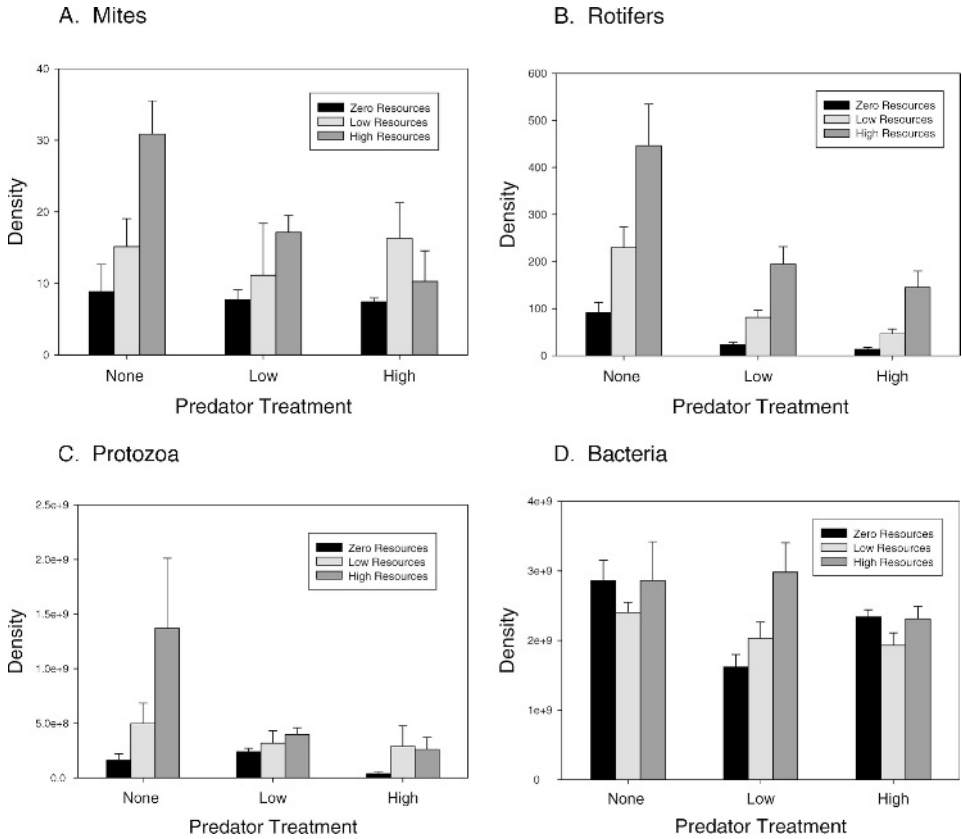 A. Mites
40
30
20
10
0
Density
Zero Resources
Low Resources
High Resources
None Low High
Predator Treatment
B. Rotifers
600
500
400
300
200
100
0
Density
Zero Resources
Low Resources
High Resources
None Low High
Predator Treatment
C. Protozoa
2.5e+9
2.0e+9
1.5e+9
1.0e+9
5.0e+8
0.0
Density
Zero Resources
Low Resources
High Resources
None Low High
Predator Treatment
D. Bacteria
4e+9
3e+9
2e+9
1e+9
0
Density
Zero Resources
Low Resources
High Resources
None Low High
Predator Treatment